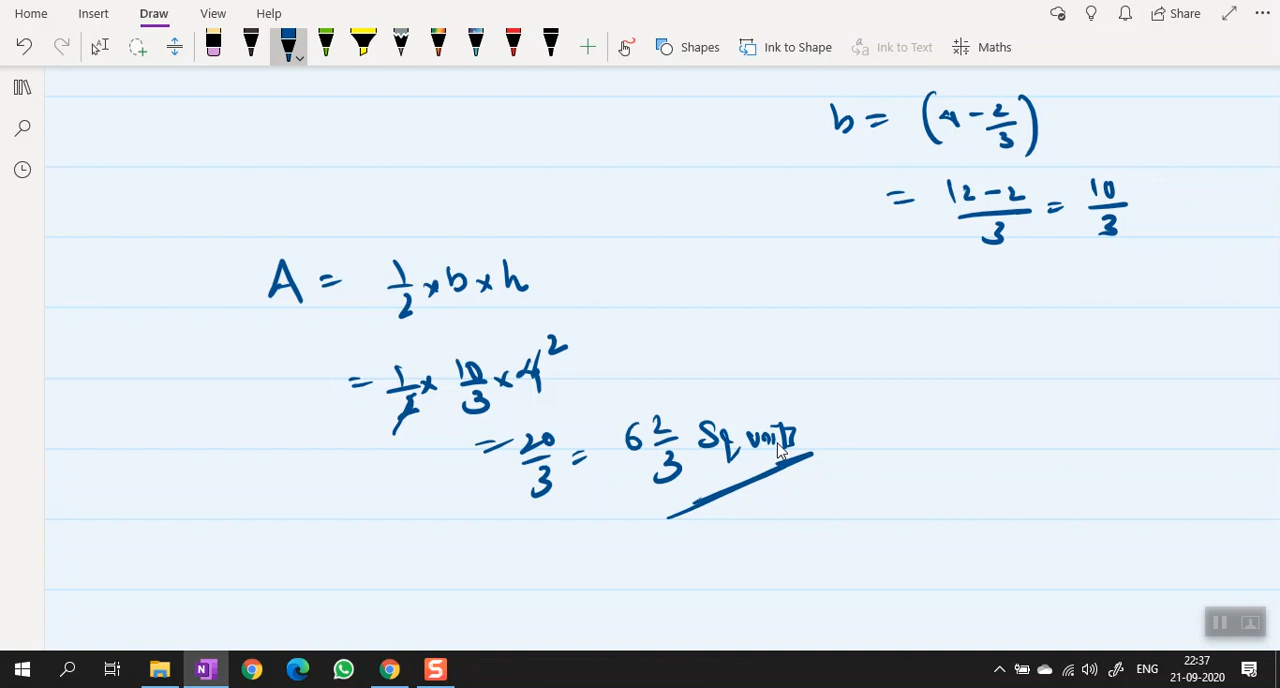 Home Insert Draw View Help Share
Shapes Ink to Shape Ink to Text Maths
b = (4 - 2/3)
= (12 - 2)/3 = 10/3
A = 1/2 × b × h
= 1/2 × 10/3 × 4 2
= 20/3 = 6 2/3 Sq units
ENG 22:37
21-09-2020